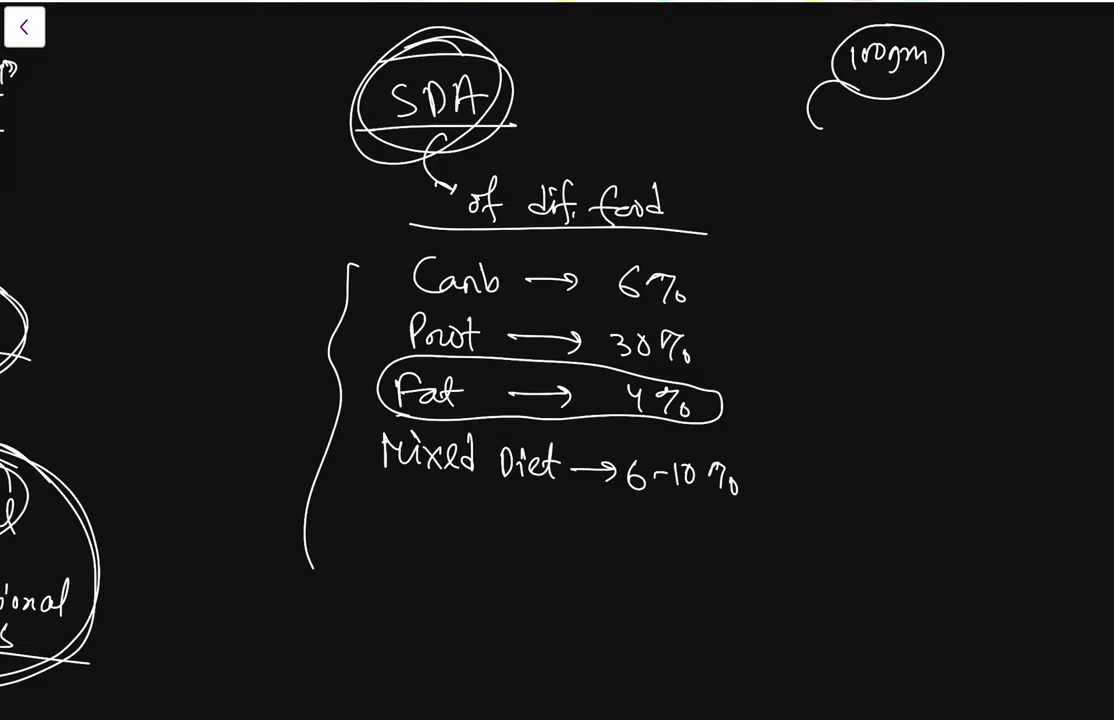 SDA
100gm
of dif. food
Carb → 6%
Prot → 30%
Fat → 4%
Mixed Diet → 6-10%